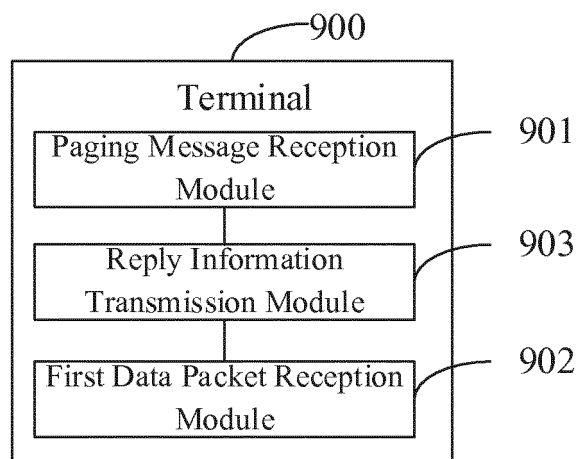 900
Terminal
Paging Message Reception
Module
901
Reply Information
Transmission Module
903
First Data Packet Reception
Module
902